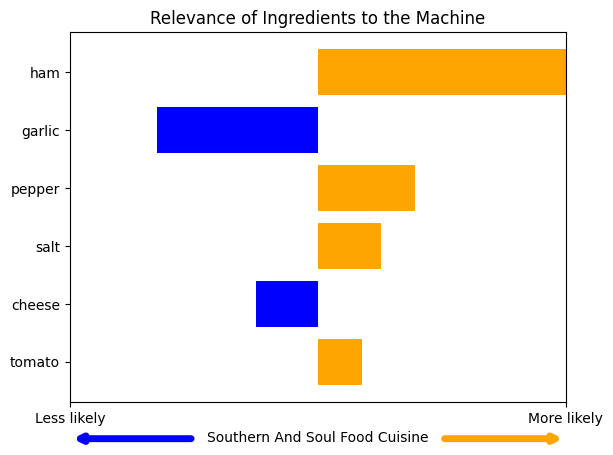 Relevance of Ingredients to the Machine
ham
garlic
pepper
salt
cheese
tomato
Less likely
More likely
Southern And Soul Food Cuisine